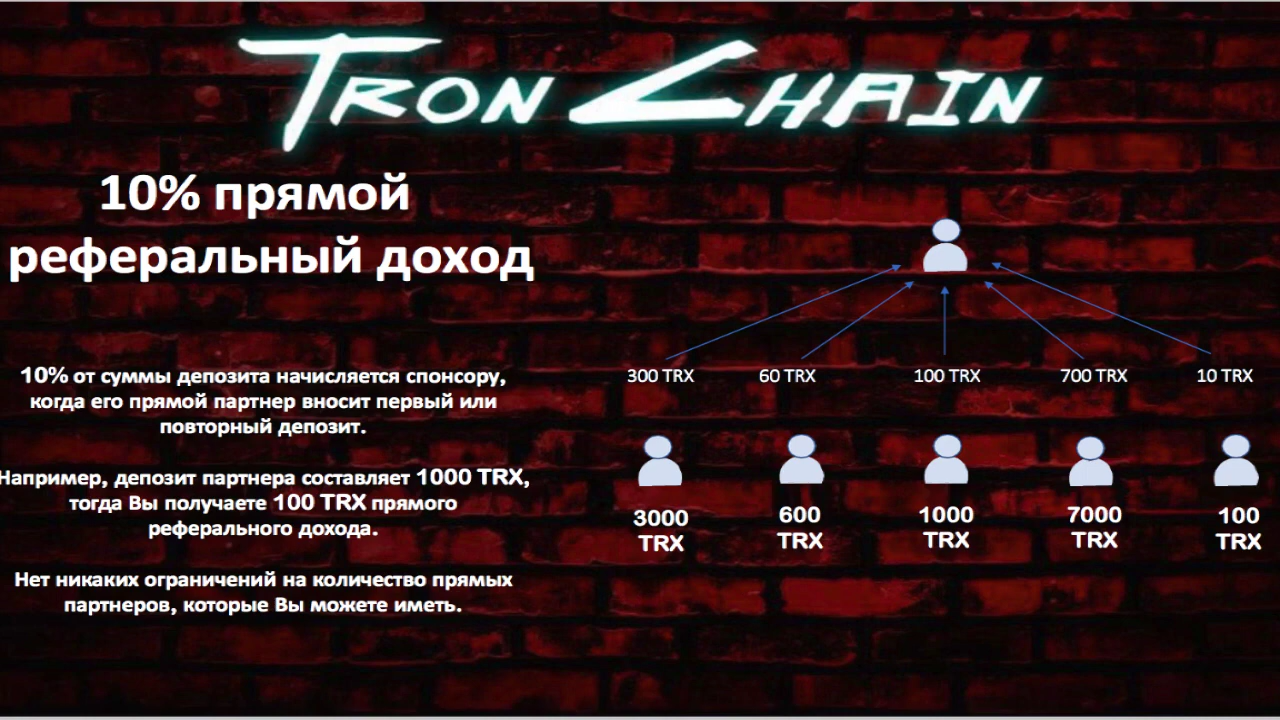 TRON CHAIN
10% прямой
реферальный доход
10% от суммы депозита начисляется спонсору,
когда его прямой партнер вносит первый или
повторный депозит.
Например, депозит партнера составляет 1000 TRX,
тогда Вы получаете 100 TRX прямого
реферального дохода.
Нет никаких ограничений на количество прямых
партнеров, которые Вы можете иметь.
300 TRX 60 TRX 100 TRX 700 TRX 10 TRX
3000 600 1000 7000 100
TRX TRX TRX TRX TRX